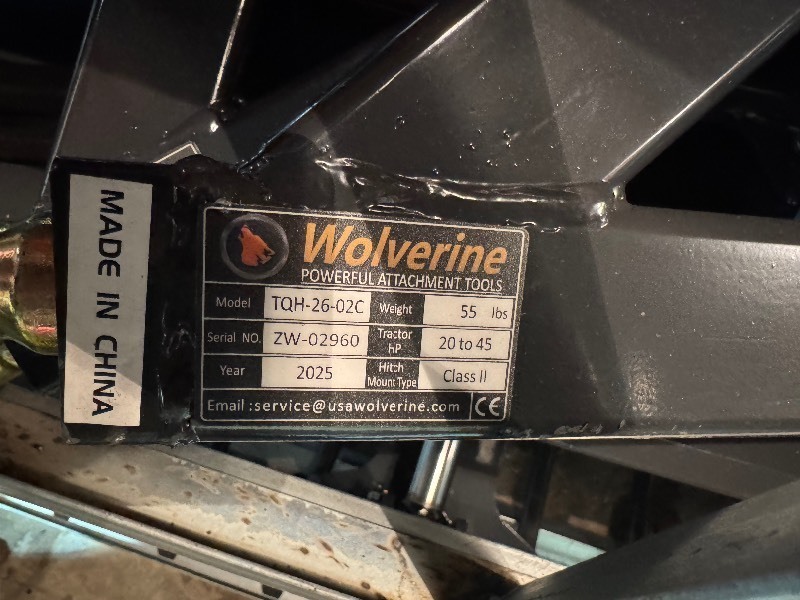 MADE IN CHINA
Wolverine
POWERFUL ATTACHMENT TOOLS
Model TQH-26-02C Weight 55 lbs
Serial NO. ZW-02960 Tractor HP 20 to 45
Year 2025 Hitch Mount Type Class II
Email :service@usawolverine.com CE